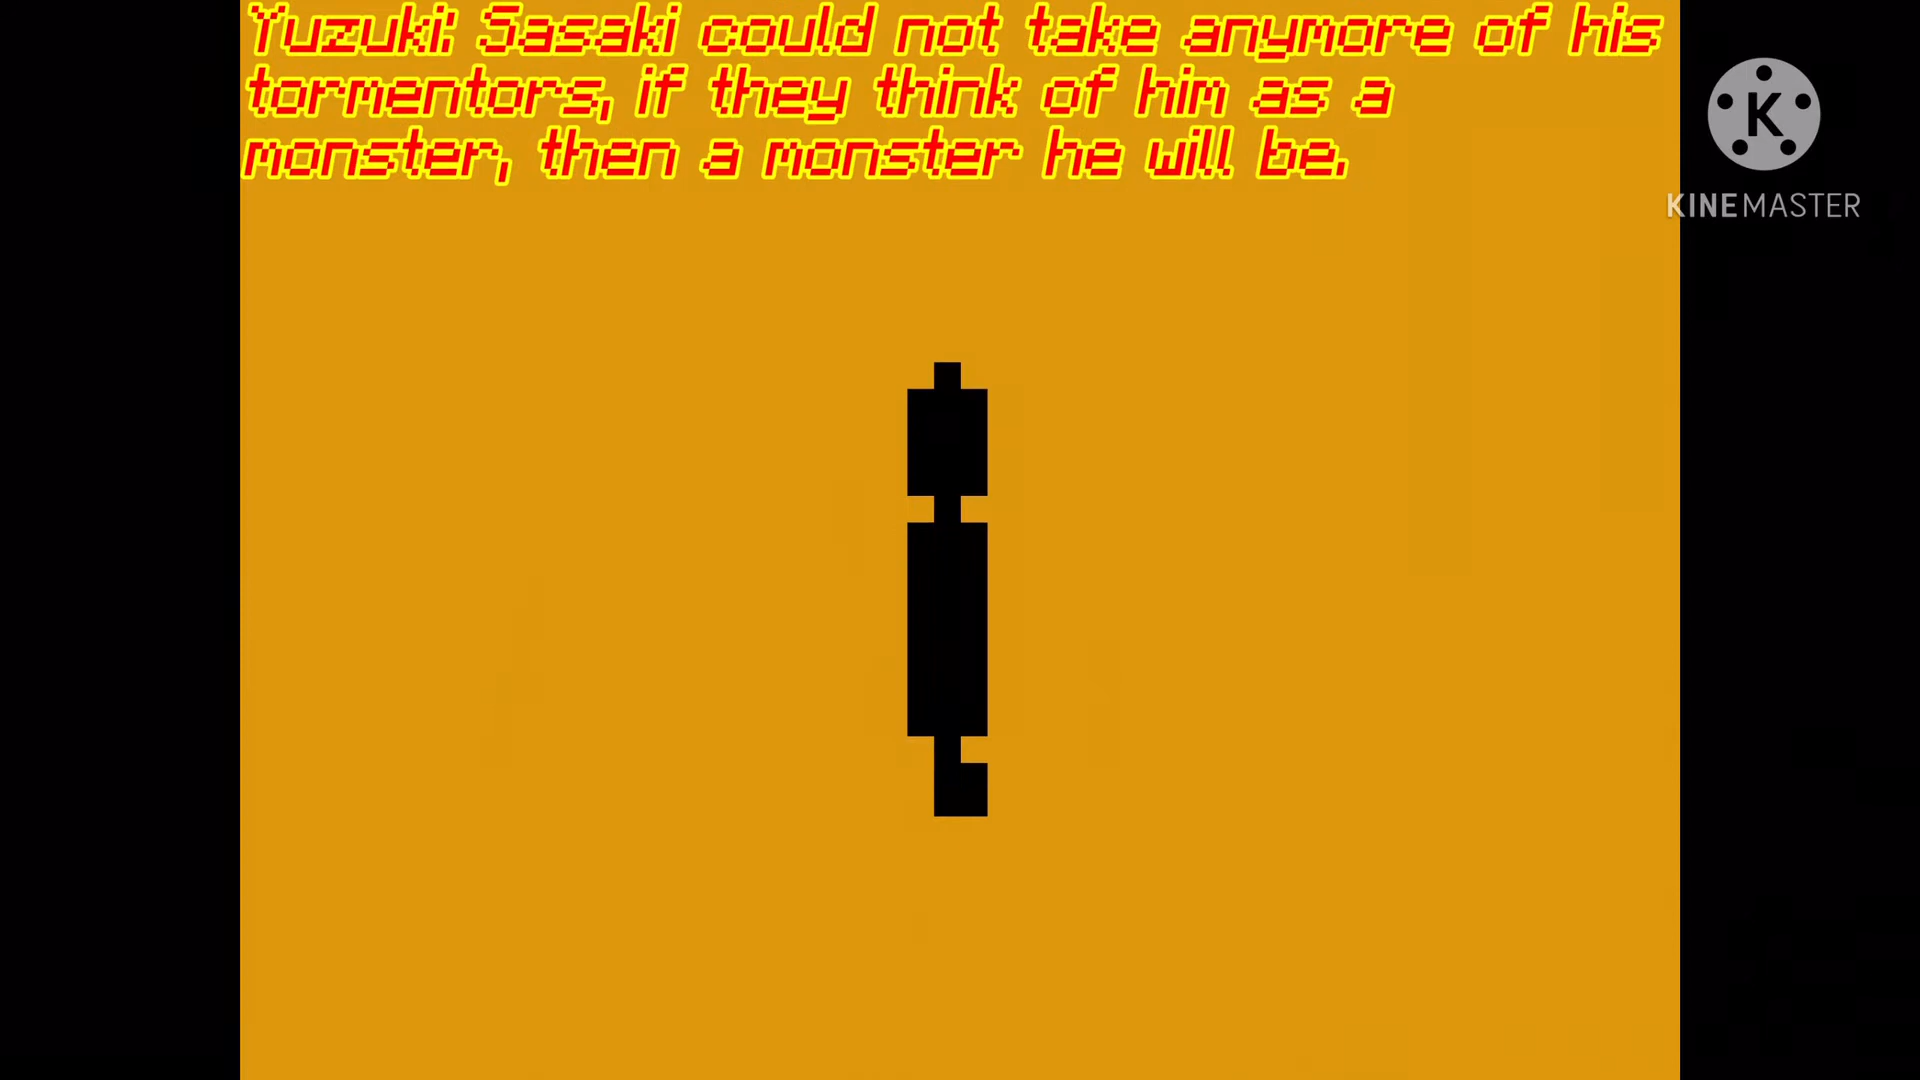 Yuzuki: Sasaki could not take anymore of his
tormentors, if they think of him as a
monster, then a monster he will be.
K
KINEMASTER